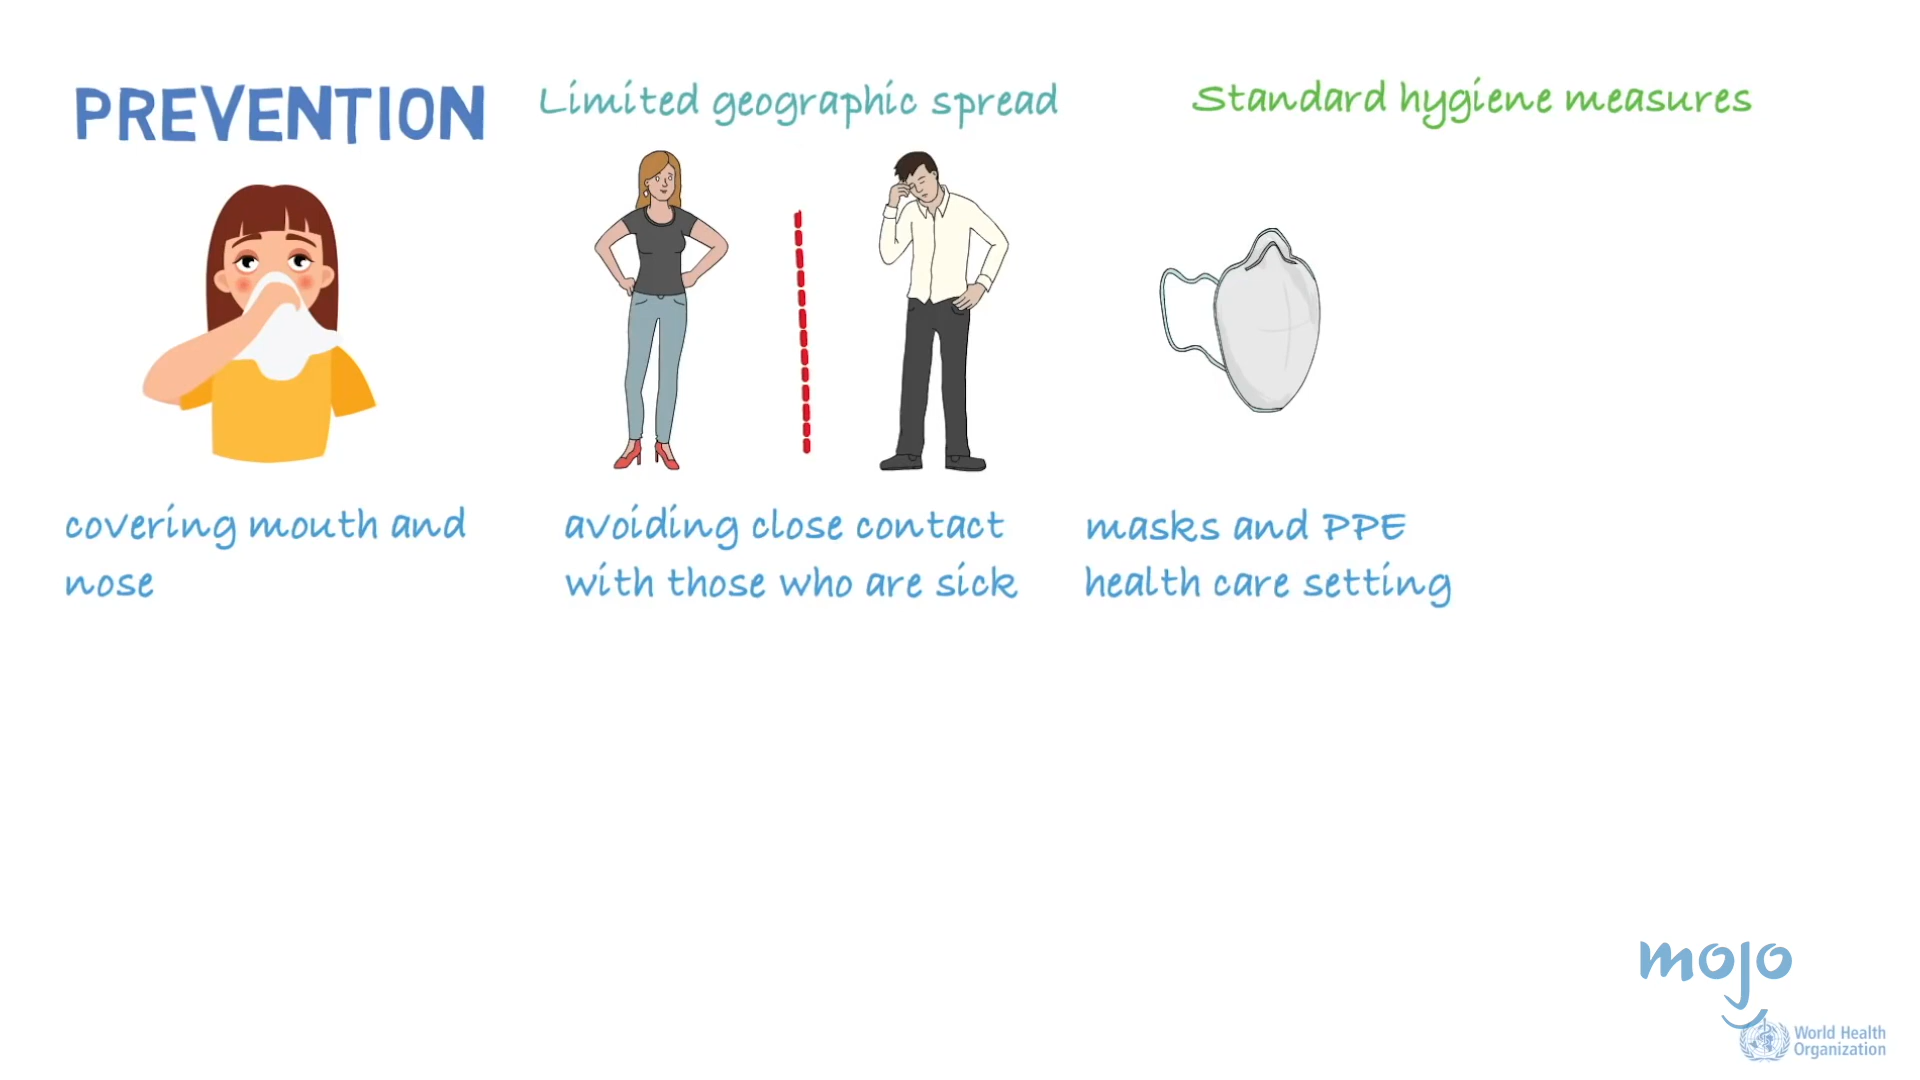 PREVENTION
Limited geographic spread
Standard hygiene measures
covering mouth and
nose
avoiding close contact
with those who are sick
masks and PPE
health care setting
mojo
World Health
Organization